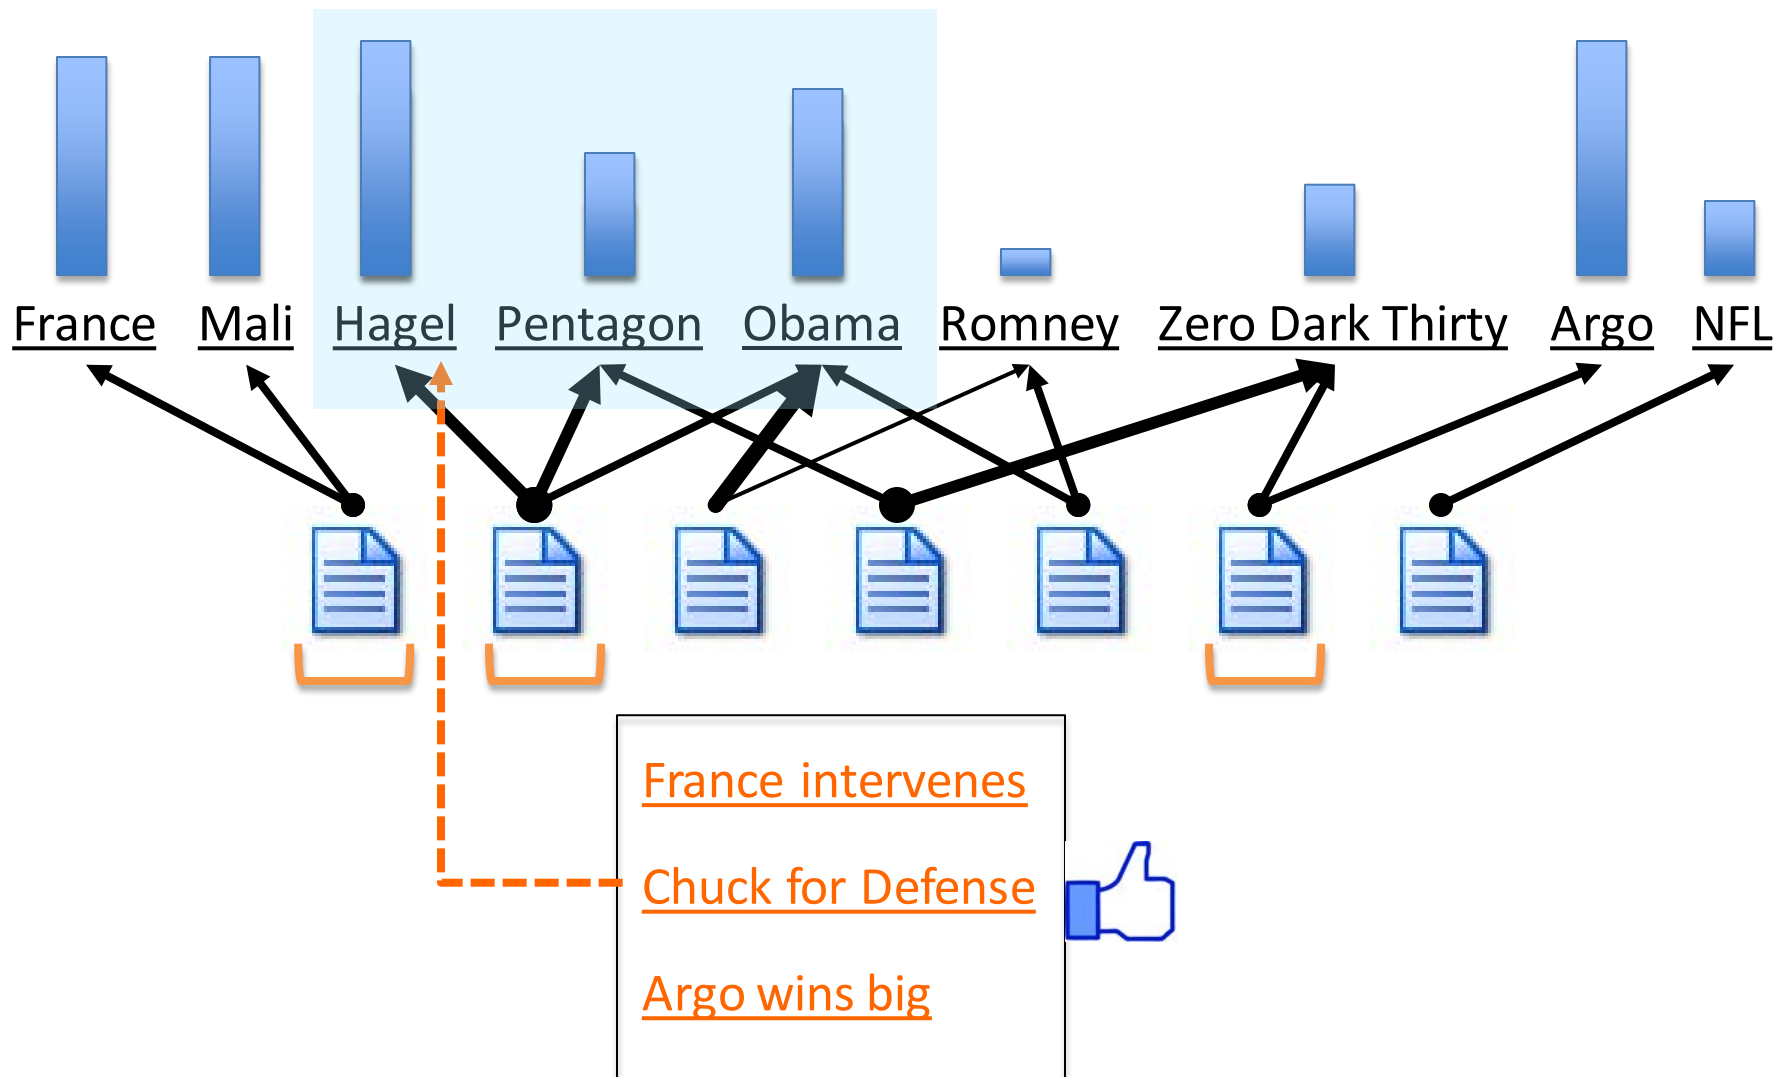 France Mali Hagel Pentagon Obama Romney Zero Dark Thirty Argo NFL
France intervenes
Chuck for Defense
Argo wins big